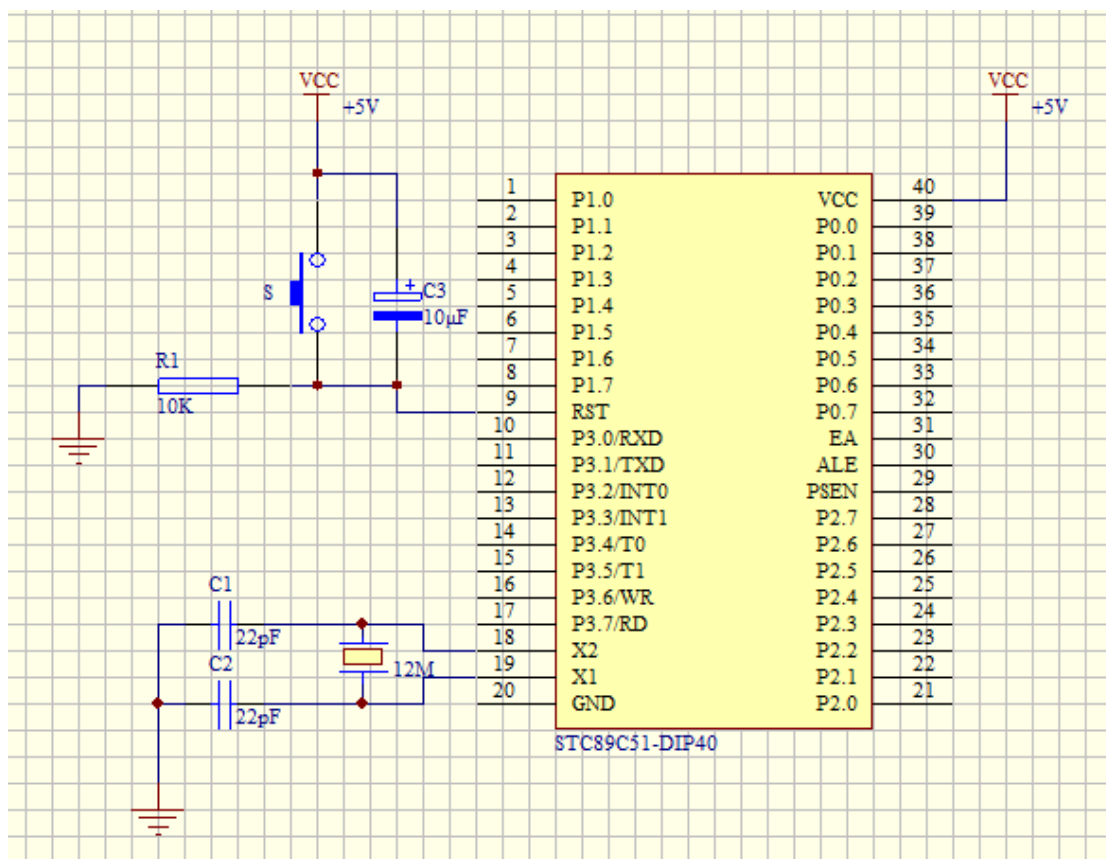 VCC
+5V
VCC
+5V
S
+
C3
10μF
R1
10K
1 P1.0 VCC 40
2 P1.1 P0.0 39
3 P1.2 P0.1 38
4 P1.3 P0.2 37
5 P1.4 P0.3 36
6 P1.5 P0.4 35
7 P1.6 P0.5 34
8 P1.7 P0.6 33
9 RST P0.7 32
10 P3.0/RXD EA 31
11 P3.1/TXD ALE 30
12 P3.2/INT0 PSEN 29
13 P3.3/INT1 P2.7 28
14 P3.4/T0 P2.6 27
15 P3.5/T1 P2.5 26
16 P3.6/WR P2.4 25
17 P3.7/RD P2.3 24
18 X2 P2.2 23
19 X1 P2.1 22
20 GND P2.0 21
C1
22pF
C2
22pF
12M
STC89C51-DIP40